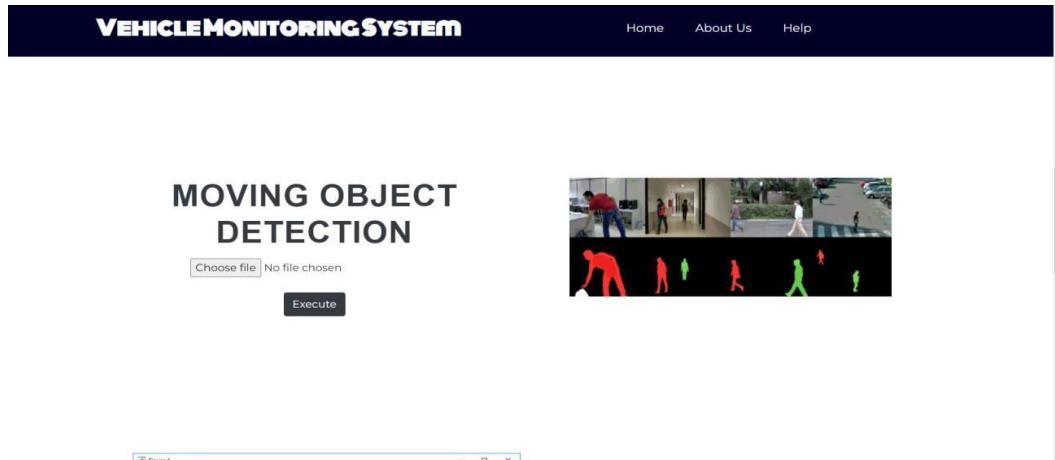 VEHICLE MONITORING SYSTEM
Home About Us Help
MOVING OBJECT
DETECTION
Choose file No file chosen
Execute